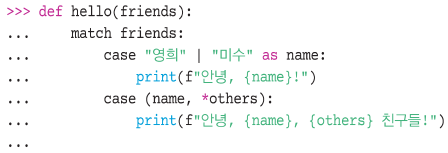 >>> def hello(friends):
...     match friends:
...         case "영희" | "미수" as name:
...             print(f"안녕, {name}!")
...         case (name, *others):
...             print(f"안녕, {name}, {others} 친구들!")
...